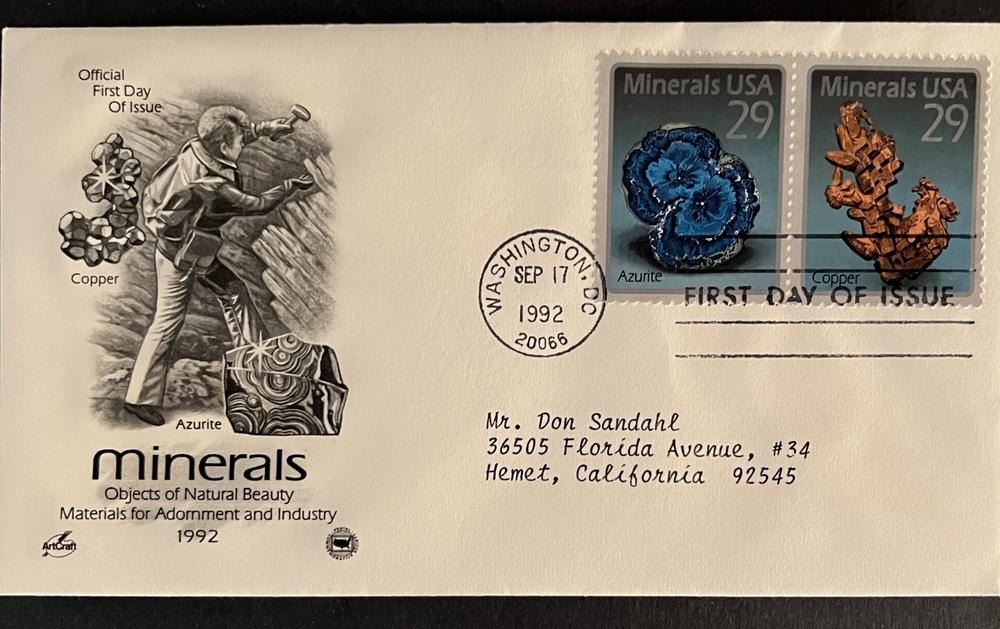 Official
First Day
Of Issue
Copper
Azurite
minerals
Objects of Natural Beauty
Materials for Adornment and Industry
1992
ArtCraft
Minerals USA
29
Azurite
Minerals USA
29
Copper
WASHINGTON, DC
SEP 17
1992
20066
FIRST DAY OF ISSUE
Mr. Don Sandahl
36505 Florida Avenue, #34
Hemet, California 92545